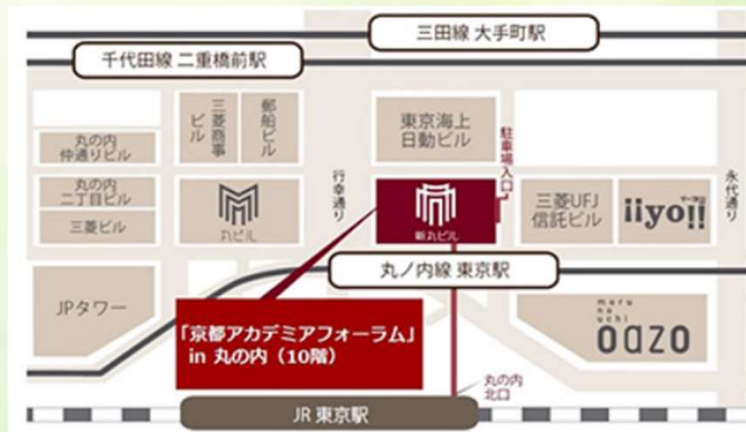 三田線 大手町駅
千代田線 二重橋前駅
丸の内
仲通りビル
三菱商事
ビル
郵船ビル
東京海上
日動ビル
駐車場入口
行幸通り
永代通り
丸の内
二丁目ビル
三菱ビル
丸ビル
新丸ビル
三菱UFJ
信託ビル
iiyo!!
丸ノ内線 東京駅
JPタワー
「京都アカデミアフォーラム」
in 丸の内（10階）
maru
no
uchi
oazo
丸の内
北口
JR 東京駅